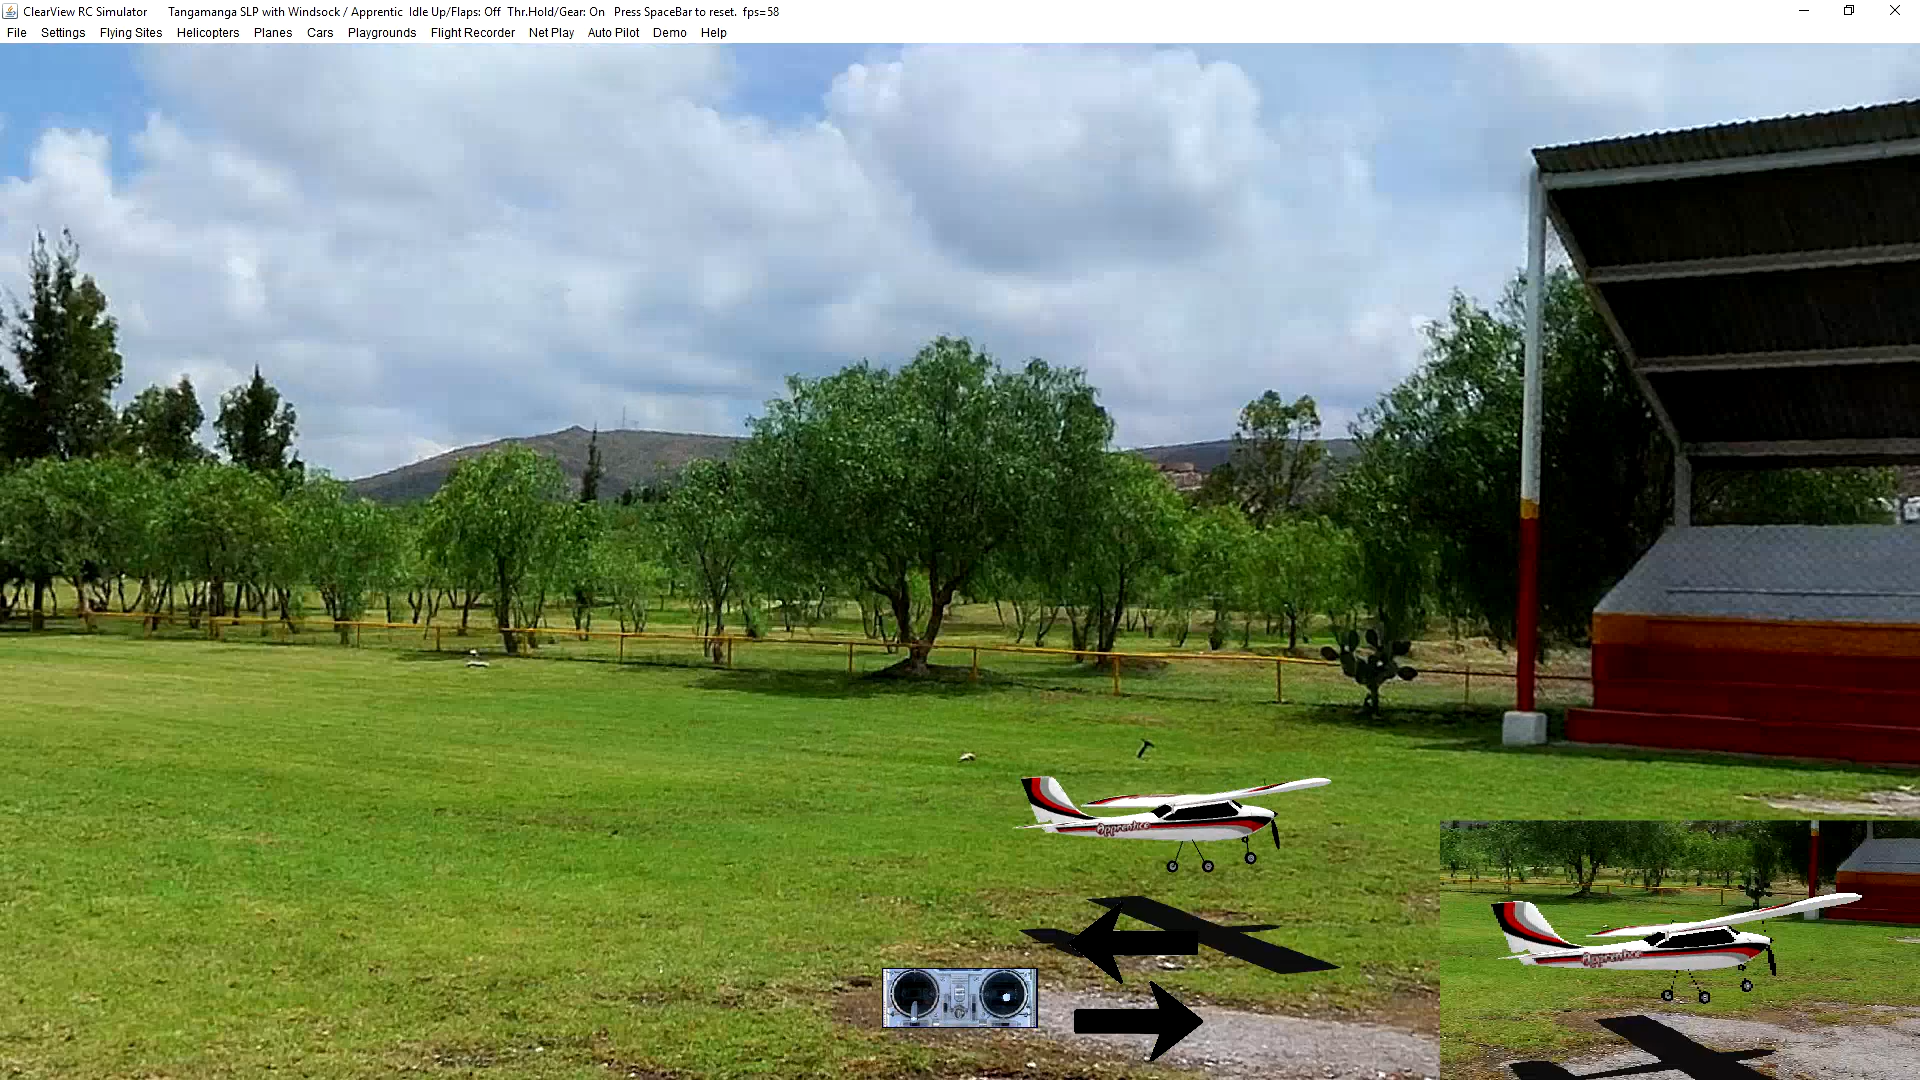 ClearView RC Simulator Tangamanga SLP with Windsock / Apprentic Idle Up/Flaps: Off Thr.Hold/Gear: On Press SpaceBar to reset. fps=58
File Settings Flying Sites Helicopters Planes Cars Playgrounds Flight Recorder Net Play Auto Pilot Demo Help
Apprentice
Apprentice